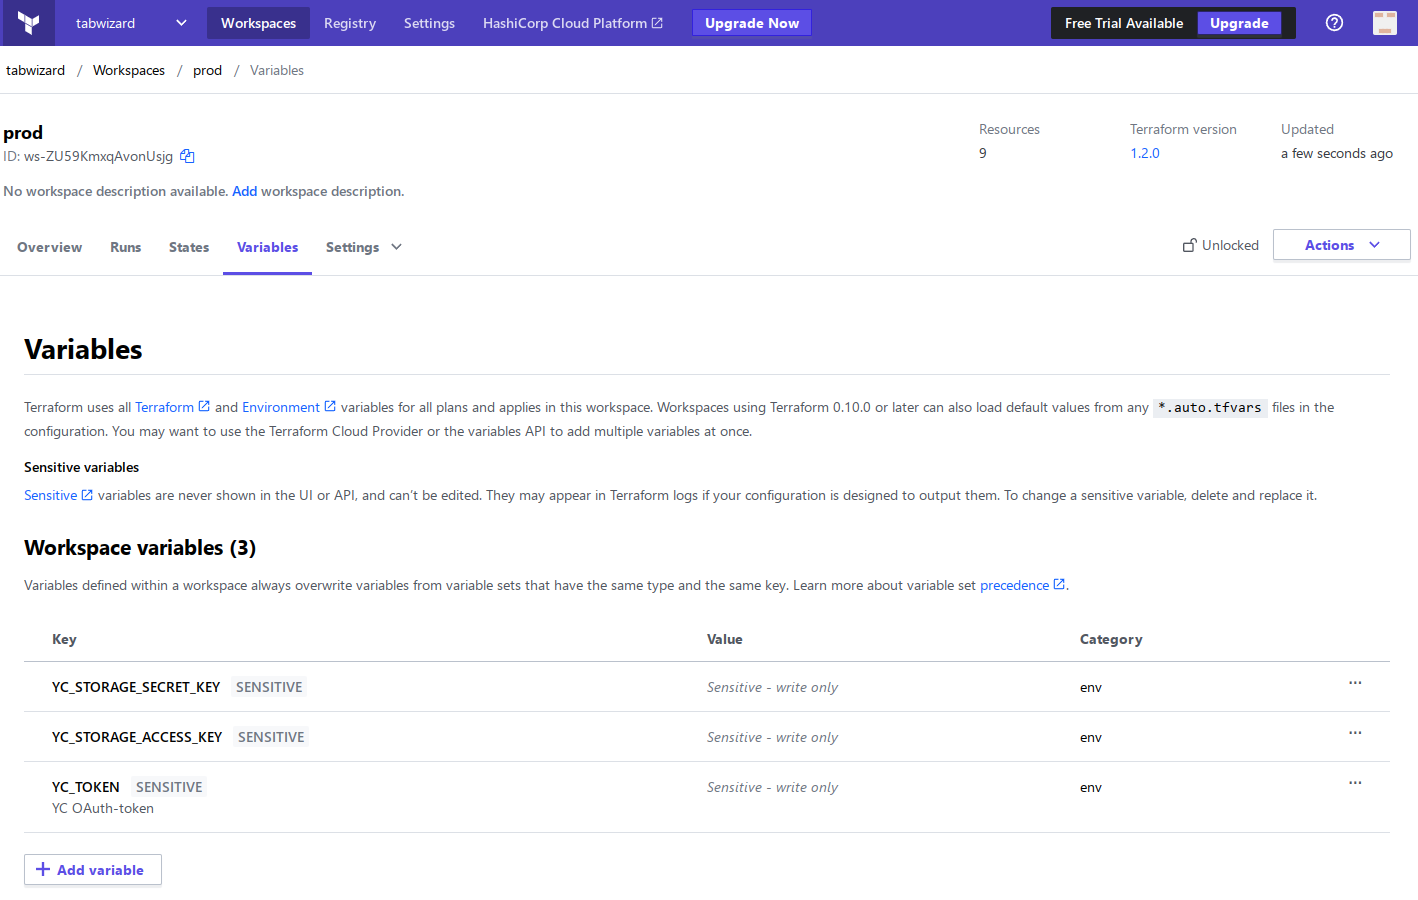 tabwizard Workspaces Registry Settings HashiCorp Cloud Platform Upgrade Now Free Trial Available Upgrade
tabwizard / Workspaces / prod / Variables
prod
ID: ws-ZU59KmxqAvonUsjg
No workspace description available. Add workspace description.
Resources
9
Terraform version
1.2.0
Updated
a few seconds ago
Overview Runs States Variables Settings
Unlocked Actions
Variables
Terraform uses all Terraform and Environment variables for all plans and applies in this workspace. Workspaces using Terraform 0.10.0 or later can also load default values from any *.auto.tfvars files in the
configuration. You may want to use the Terraform Cloud Provider or the variables API to add multiple variables at once.
Sensitive variables
Sensitive variables are never shown in the UI or API, and can't be edited. They may appear in Terraform logs if your configuration is designed to output them. To change a sensitive variable, delete and replace it.
Workspace variables (3)
Variables defined within a workspace always overwrite variables from variable sets that have the same type and the same key. Learn more about variable set precedence.
Key Value Category
YC_STORAGE_SECRET_KEY SENSITIVE Sensitive - write only env ...
YC_STORAGE_ACCESS_KEY SENSITIVE Sensitive - write only env ...
YC_TOKEN SENSITIVE Sensitive - write only env ...
YC OAuth-token
+ Add variable